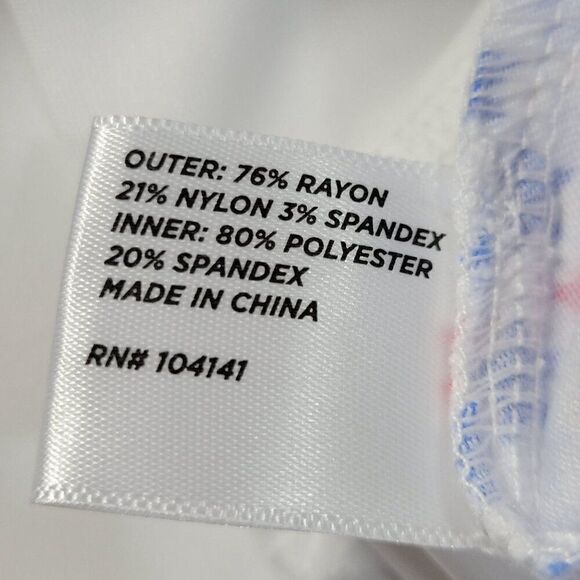 OUTER: 76% RAYON
21% NYLON 3% SPANDEX
INNER: 80% POLYESTER
20% SPANDEX
MADE IN CHINA
RN# 104141